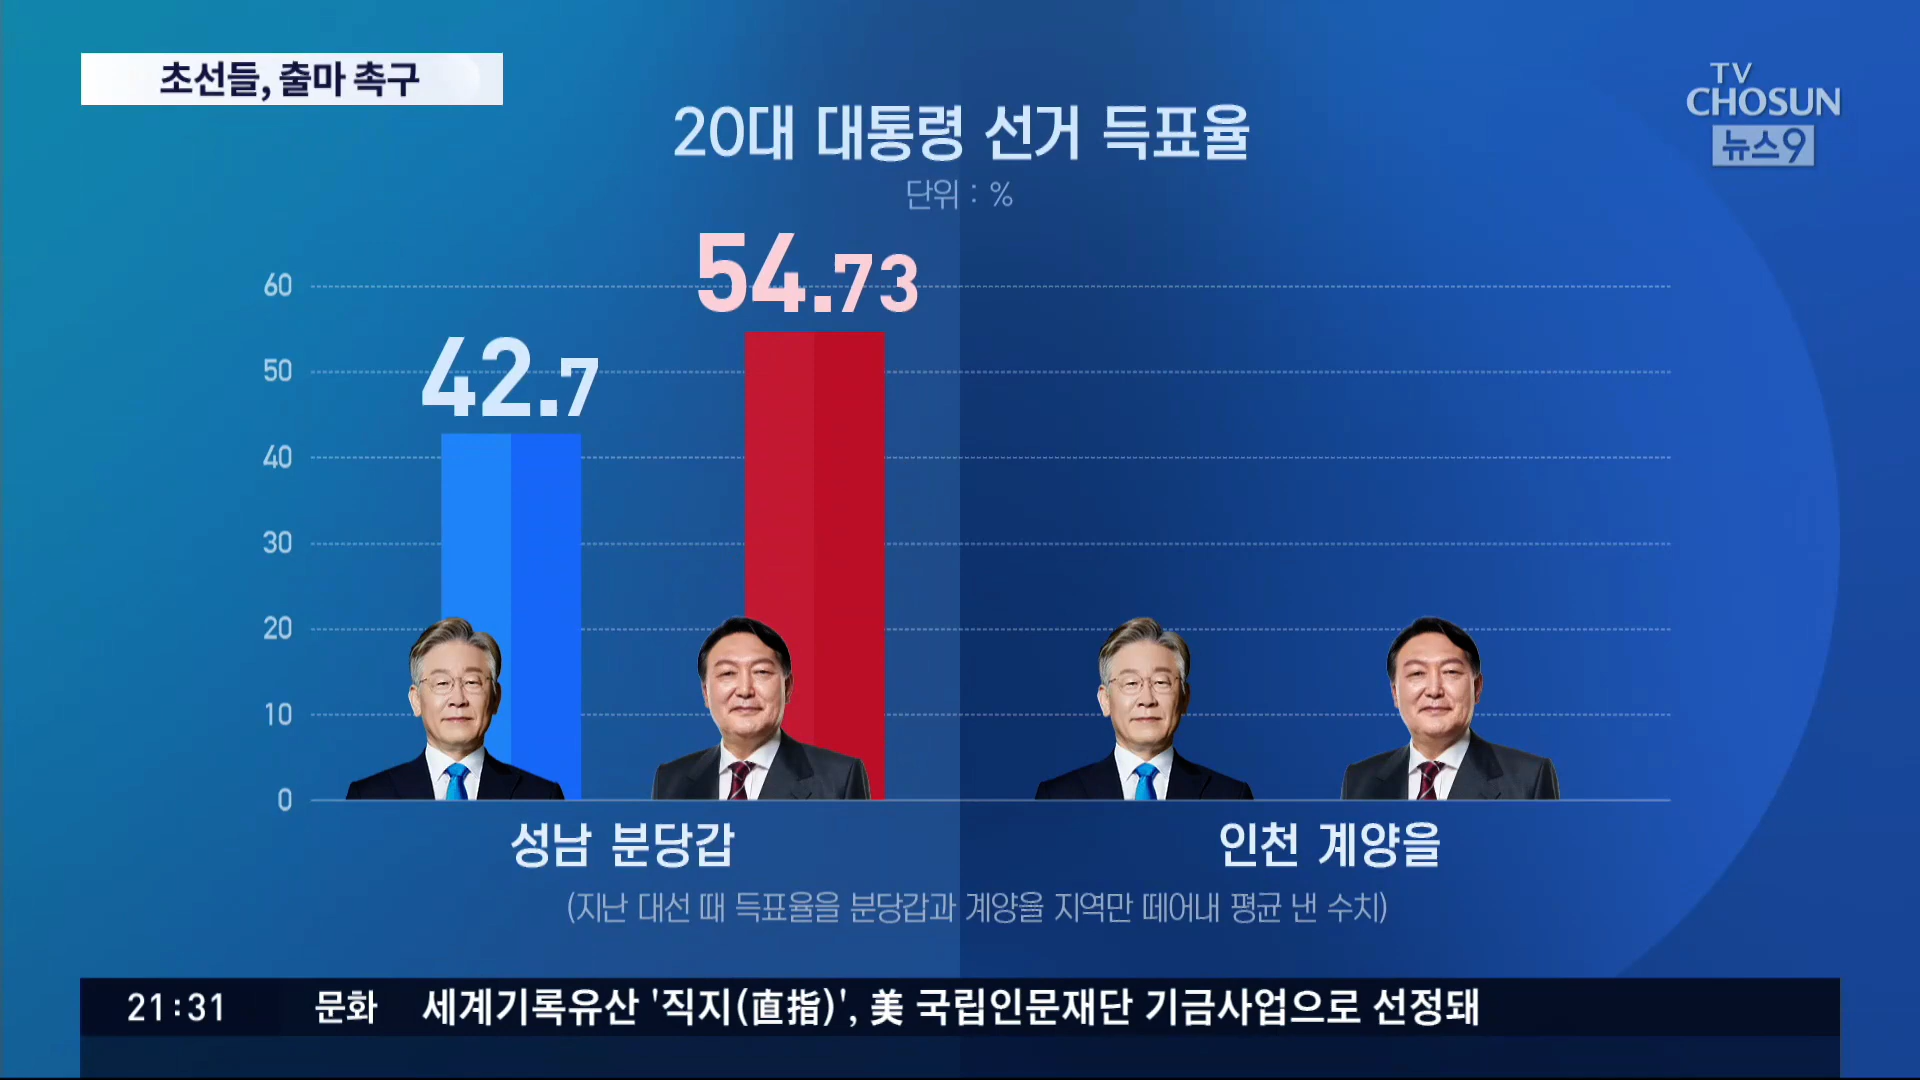 초선들, 출마 촉구
TV
CHOSUN
뉴스9
20대 대통령 선거 득표율
단위 : %
60
50
40
30
20
10
0
42.7
54.73
성남 분당갑
인천 계양을
(지난 대선 때 득표율을 분당갑과 계양을 지역만 떼어내 평균 낸 수치)
21:31 문화 세계기록유산 '직지(直指)', 美 국립인문재단 기금사업으로 선정돼